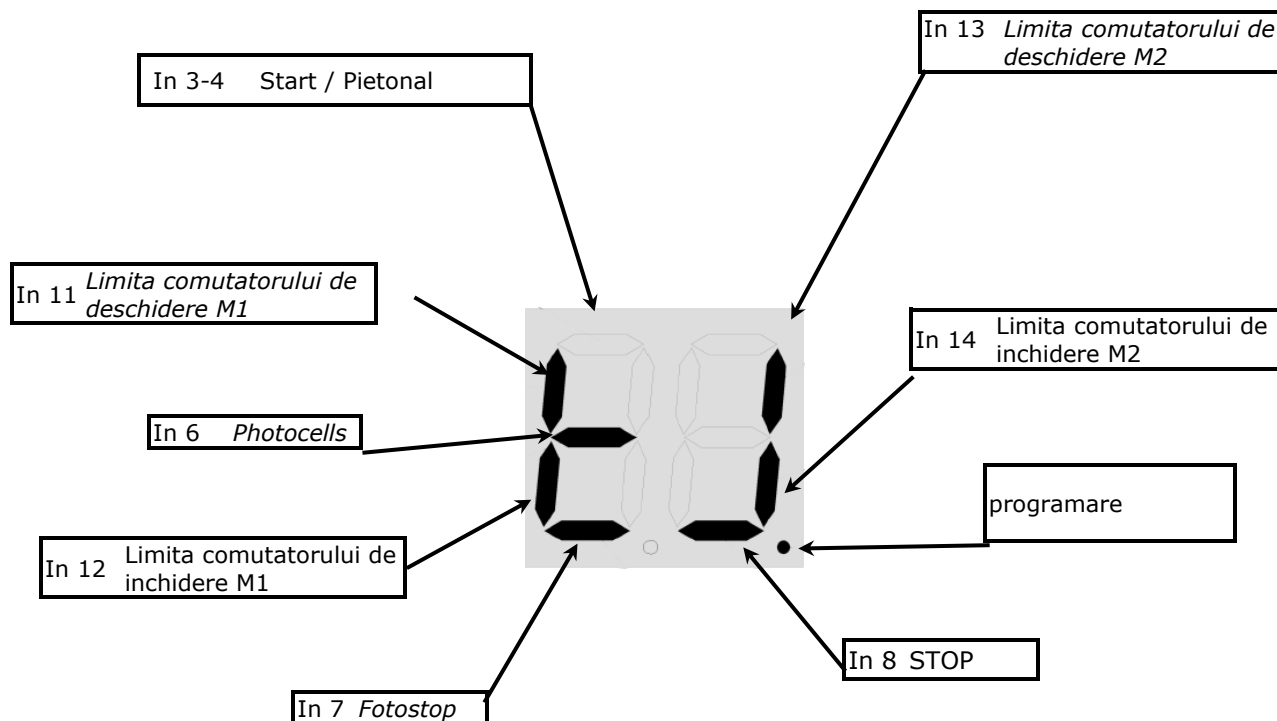 In 13 Limita comutatorului de
deschidere M2
In 3-4 Start / Pietonal
In 11 Limita comutatorului de
deschidere M1
In 14 Limita comutatorului de
inchidere M2
In 6 Photocells
programare
In 12 Limita comutatorului de
inchidere M1
In 8 STOP
In 7 Fotostop